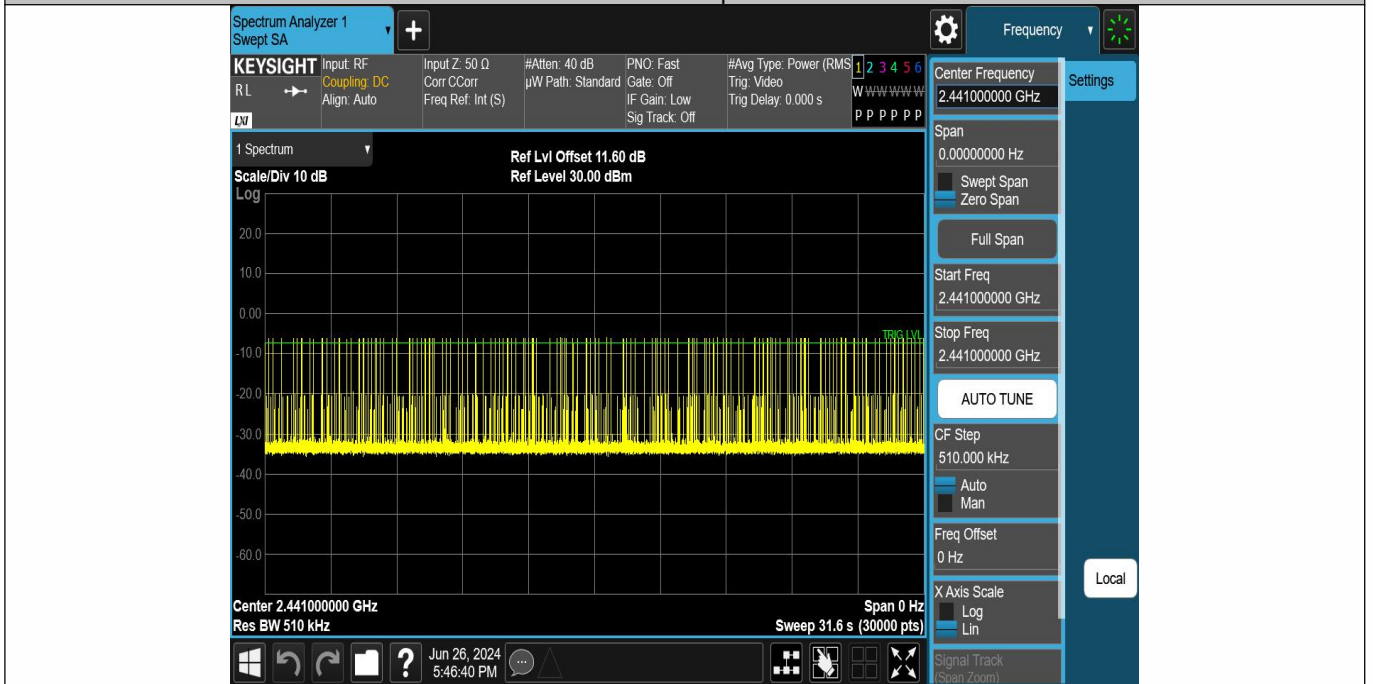 Spectrum Analyzer 1
Swept SA
+
Frequency
KEYSIGHT
RL
LXI
Input: RF
Coupling: DC
Align: Auto
Input Z: 50 Ω
Corr CCorr
Freq Ref: Int (S)
#Atten: 40 dB
µW Path: Standard
PNO: Fast
Gate: Off
IF Gain: Low
Sig Track: Off
#Avg Type: Power (RMS
Trig: Video
Trig Delay: 0.000 s
1 2 3 4 5 6
W W W W W W
P P P P P P
1 Spectrum
Scale/Div 10 dB
Ref Lvl Offset 11.60 dB
Ref Level 30.00 dBm
Log
20.0
10.0
0.00
TRIG LVL
-10.0
-20.0
-30.0
-40.0
-50.0
-60.0
Center 2.441000000 GHz
Res BW 510 kHz
Span 0 Hz
Sweep 31.6 s (30000 pts)
Center Frequency
2.441000000 GHz
Settings
Span
0.00000000 Hz
Swept Span
Zero Span
Full Span
Start Freq
2.441000000 GHz
Stop Freq
2.441000000 GHz
AUTO TUNE
CF Step
510.000 kHz
Auto
Man
Freq Offset
0 Hz
X Axis Scale
Log
Lin
Signal Track
(Span Zoom)
Local
?
Jun 26, 2024
5:46:40 PM